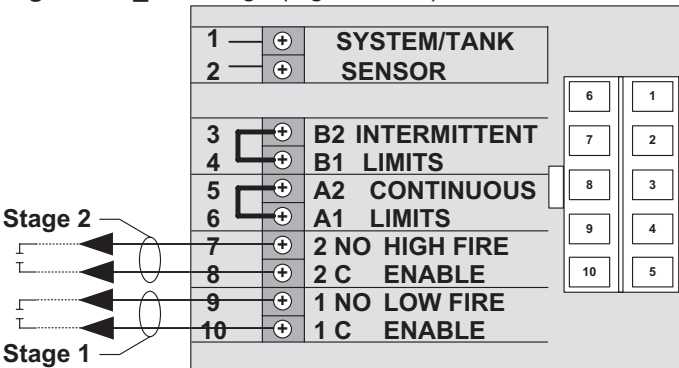 1 SYSTEM/TANK
2 SENSOR
3 B2 INTERMITTENT
4 B1 LIMITS
5 A2 CONTINUOUS
6 A1 LIMITS
7 2 NO HIGH FIRE
8 2 C ENABLE
9 1 NO LOW FIRE
10 1 C ENABLE
Stage 2
Stage 1
6 1
7 2
8 3
9 4
10 5